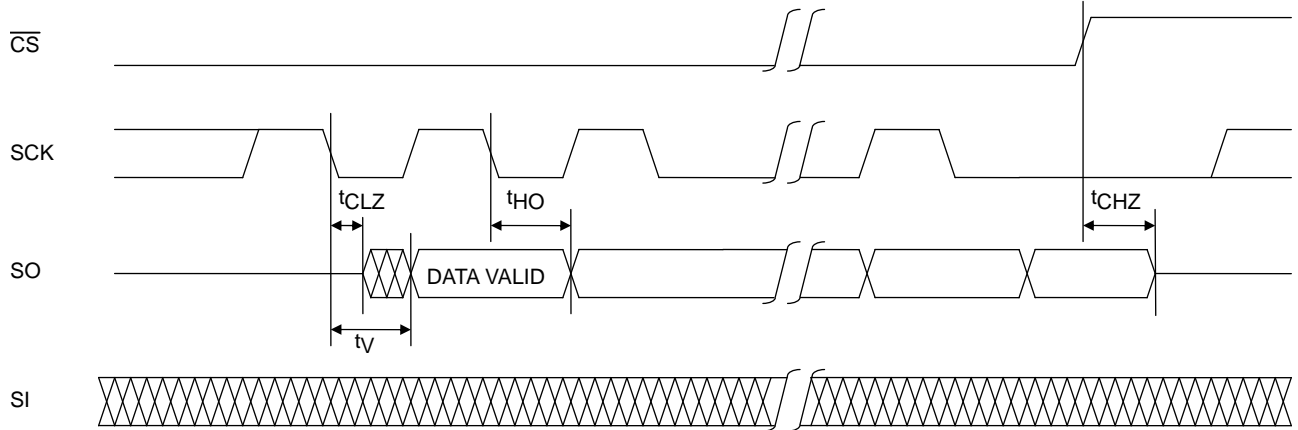 CS
SCK
tCLZ
tHO
tCHZ
SO
DATA VALID
tV
SI